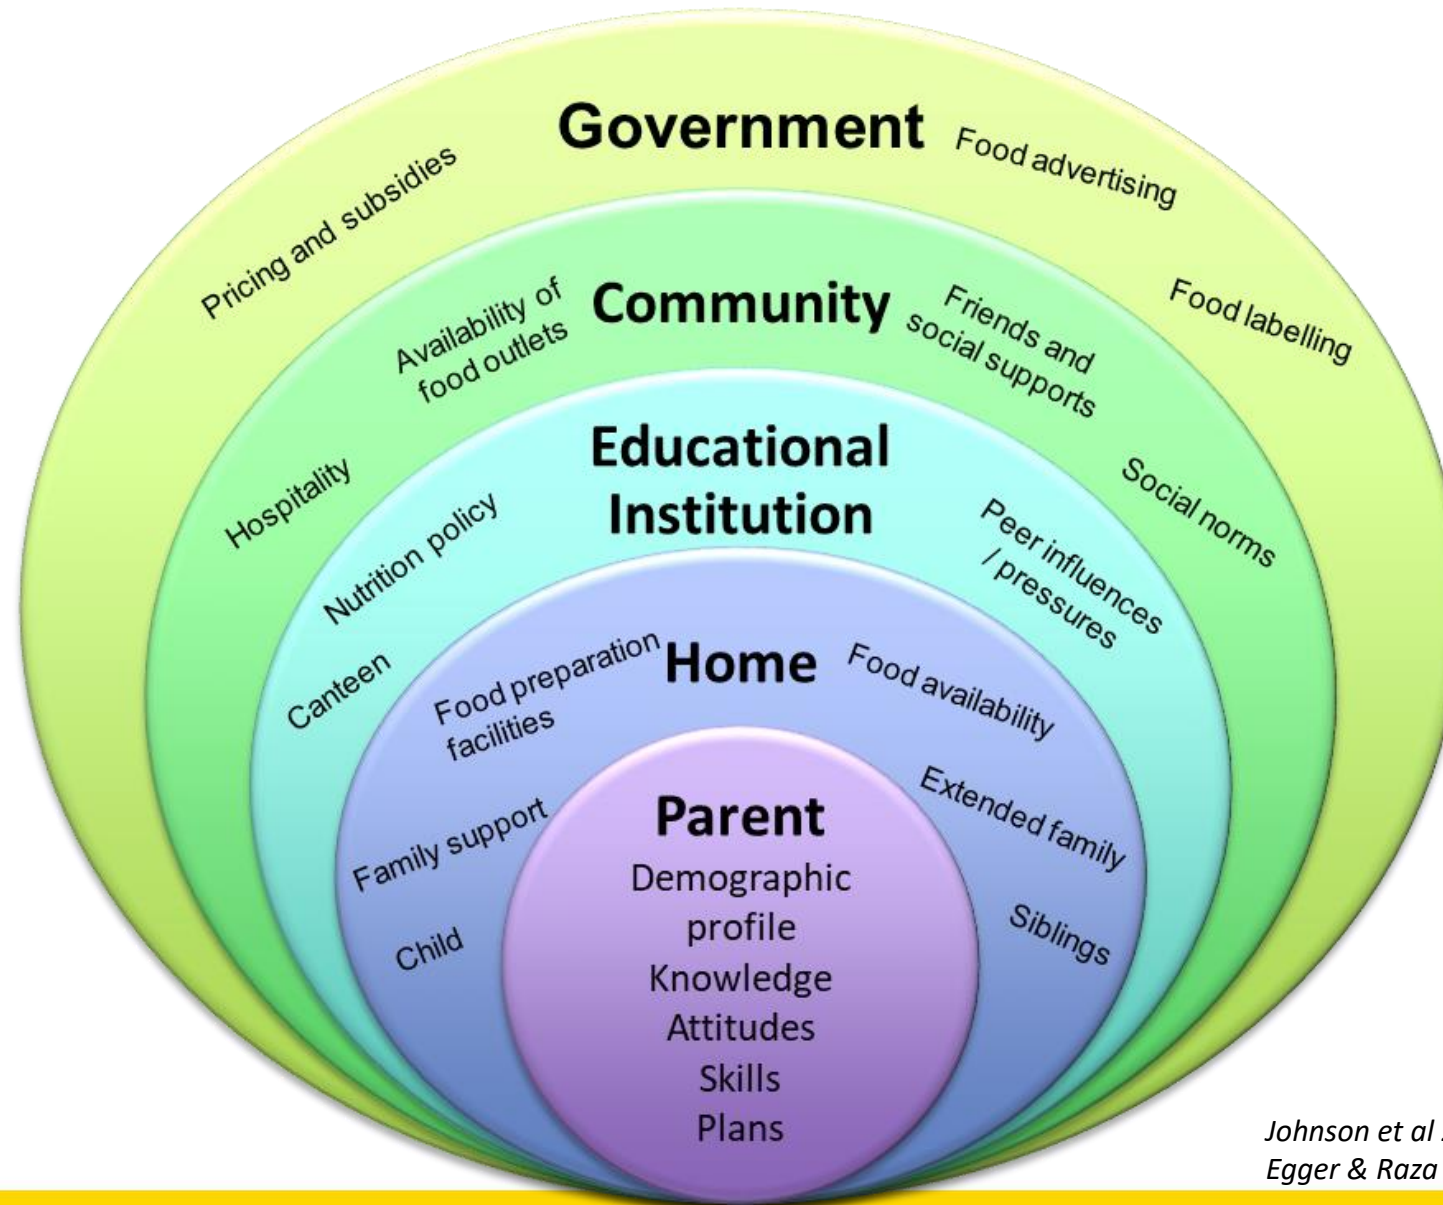 Government
Pricing and subsidies
Food advertising
Food labelling
Community
Availability of
food outlets
Hospitality
Friends and
social supports
Social norms
Educational
Institution
Nutrition policy
Canteen
Peer influences
/ pressures
Home
Food preparation
facilities
Family support
Child
Food availability
Extended family
Siblings
Parent
Demographic
profile
Knowledge
Attitudes
Skills
Plans
Johnson et al
Egger & Raza